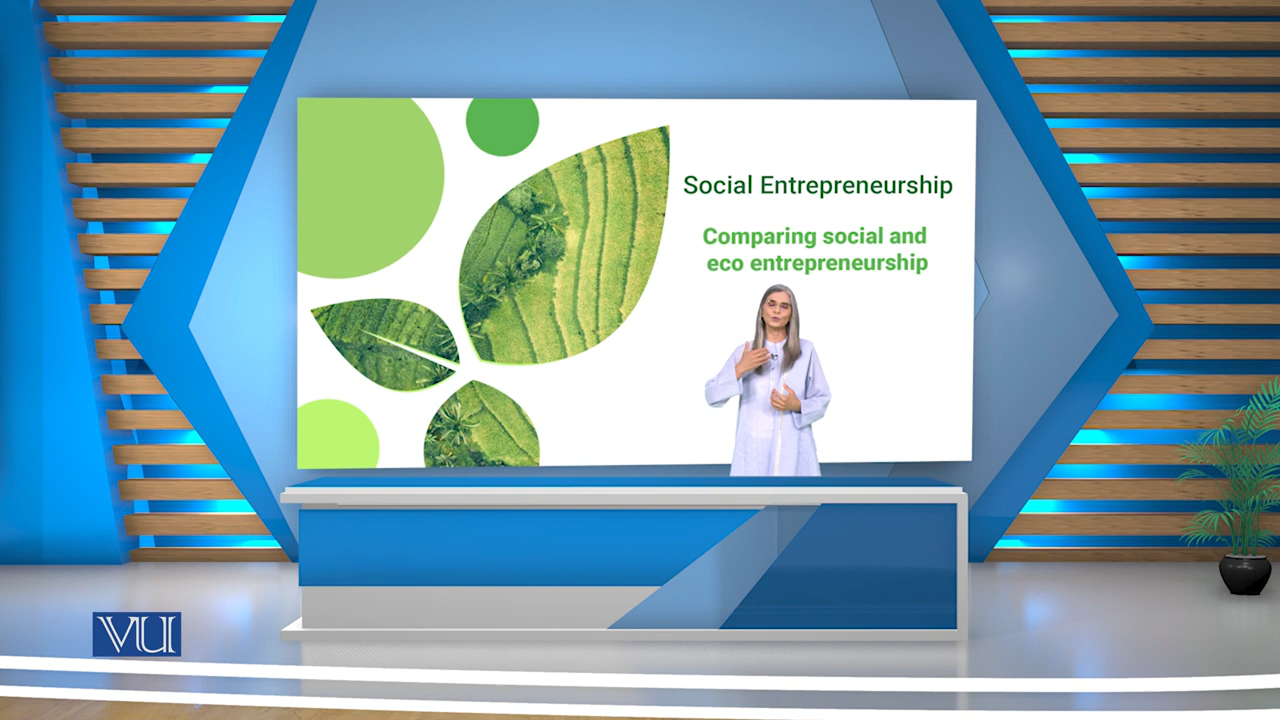 Social Entrepreneurship
Comparing social and
eco entrepreneurship
VU